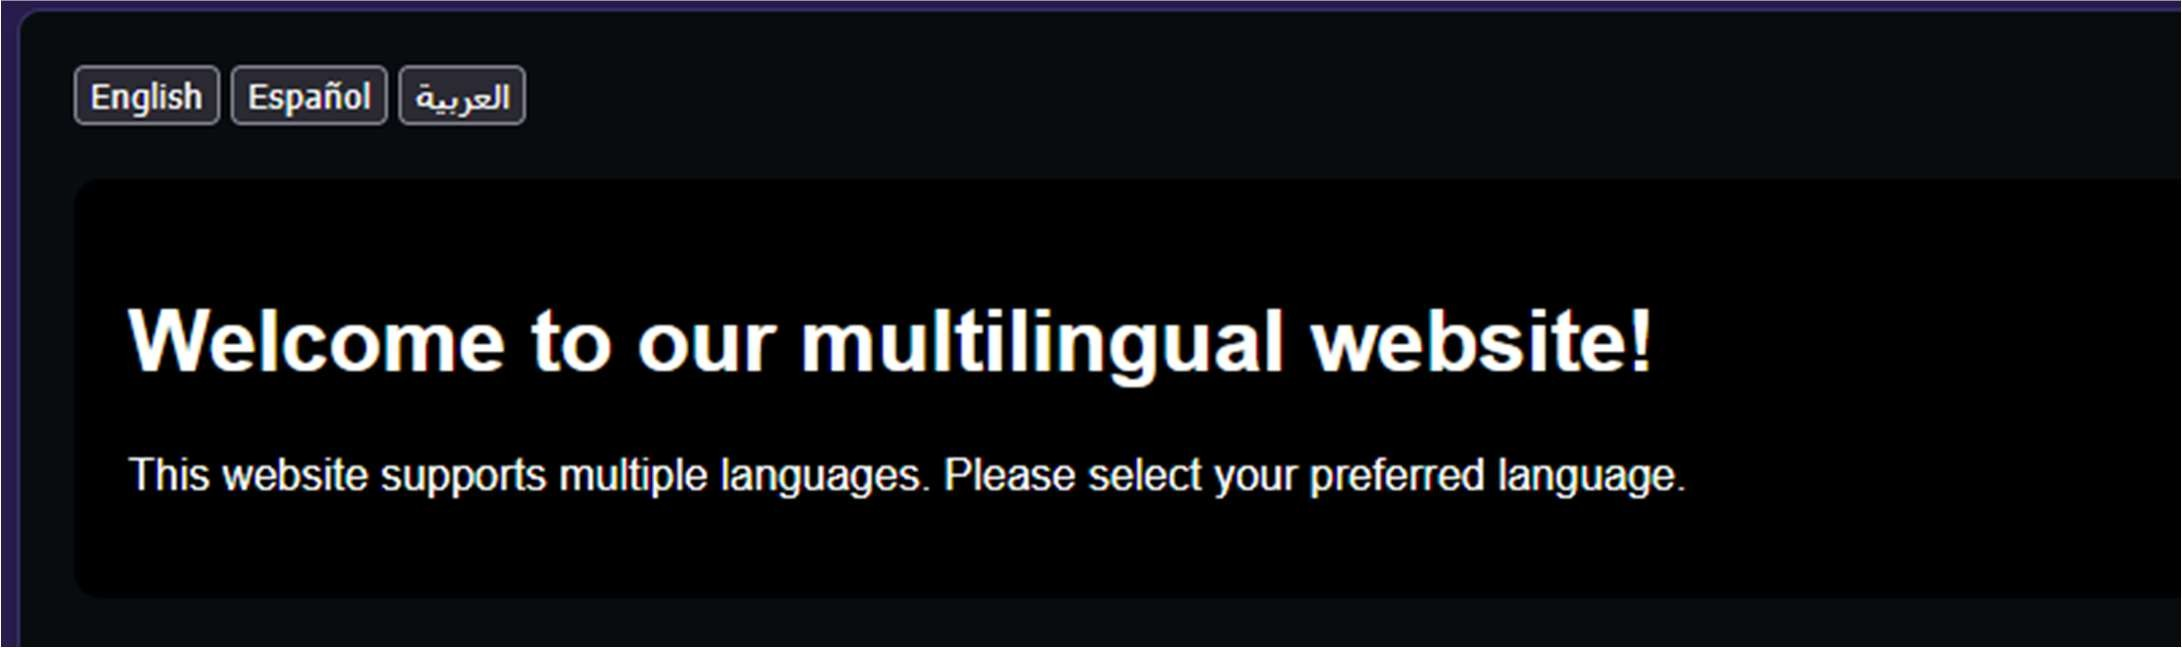 English Español العربية
Welcome to our multilingual website!
This website supports multiple languages. Please select your preferred language.